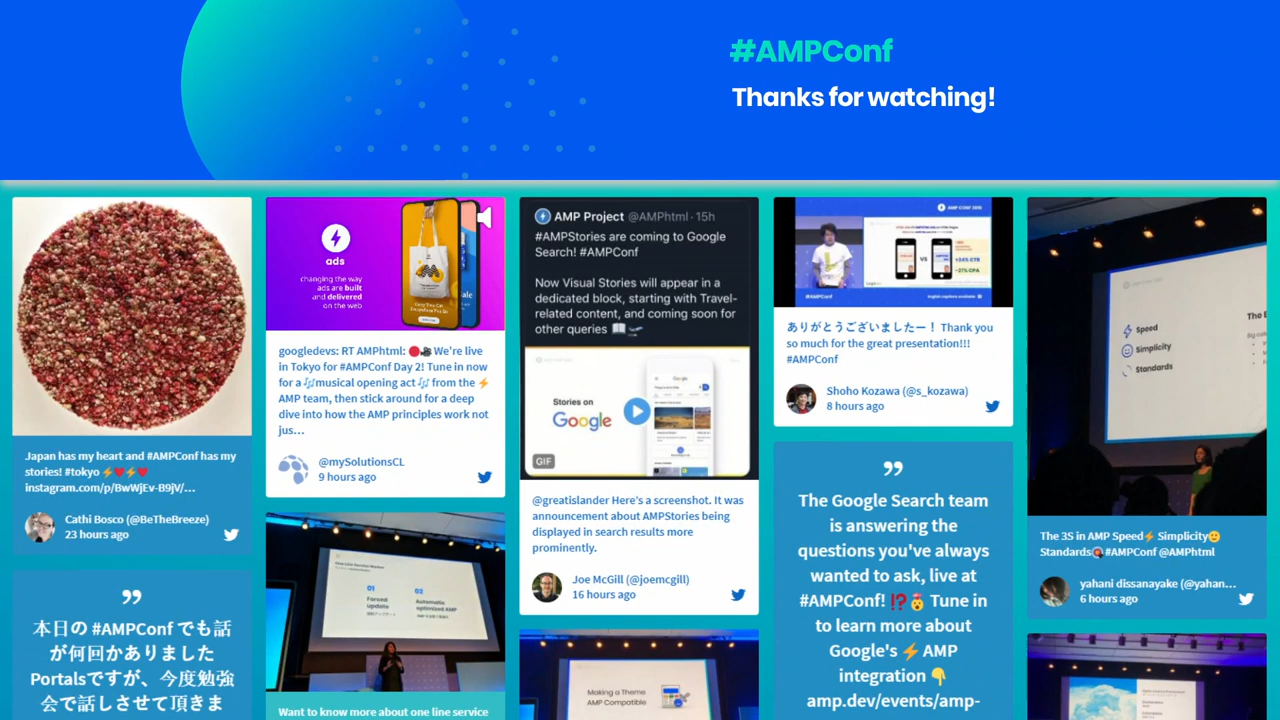 #AMPConf
Thanks for watching!
Japan has my heart and #AMPConf has my
stories! #tokyo ⚡❤️⚡❤️
instagram.com/p/BwWjEv-B9jV/...
Cathi Bosco (@BeTheBreeze)
23 hours ago
本日の #AMPConf でも話
が何回かありました
Portalsですが、今度勉強
会で話しさせて頂きま
ads
changing the way
ads are built
and delivered
on the web
googledevs: RT AMPhtml: 🔴🎥 We're live
in Tokyo for #AMPConf Day 2! Tune in now
for a 🎶musical opening act 🎶 from the ⚡
AMP team, then stick around for a deep
dive into how the AMP principles work not
jus…
@mySolutionsCL
9 hours ago
01
02
Forced
update
Automatic
optimized AMP
Want to know more about one line service
AMP Project @AMPhtml · 15h
#AMPStories are coming to Google
Search! #AMPConf
Now Visual Stories will appear in a
dedicated block, starting with Travel-
related content, and coming soon for
other queries 📖🛫
Stories on
Google
Google
GIF
@greatislander Here's a screenshot. It was
announcement about AMPStories being
displayed in search results more
prominently.
Joe McGill (@joemcgill)
16 hours ago
Making a Theme
AMP Compatible
AMP CONF 2019
VS
+34% CTR
-27% CPA
#AMPConf
English captions available
ありがとうございましたー！ Thank you
so much for the great presentation!!!
#AMPConf
Shoho Kozawa (@s_kozawa)
8 hours ago
The Google Search team
is answering the
questions you've always
wanted to ask, live at
#AMPConf! ⁉️😯 Tune in
to learn more about
Google's ⚡ AMP
integration 👇
amp.dev/events/amp-
Speed
Simplicity
Standards
The 3S in AMP Speed⚡ Simplicity🙂
Standards #AMPConf @AMPhtml
yahani dissanayake (@yahan...
6 hours ago